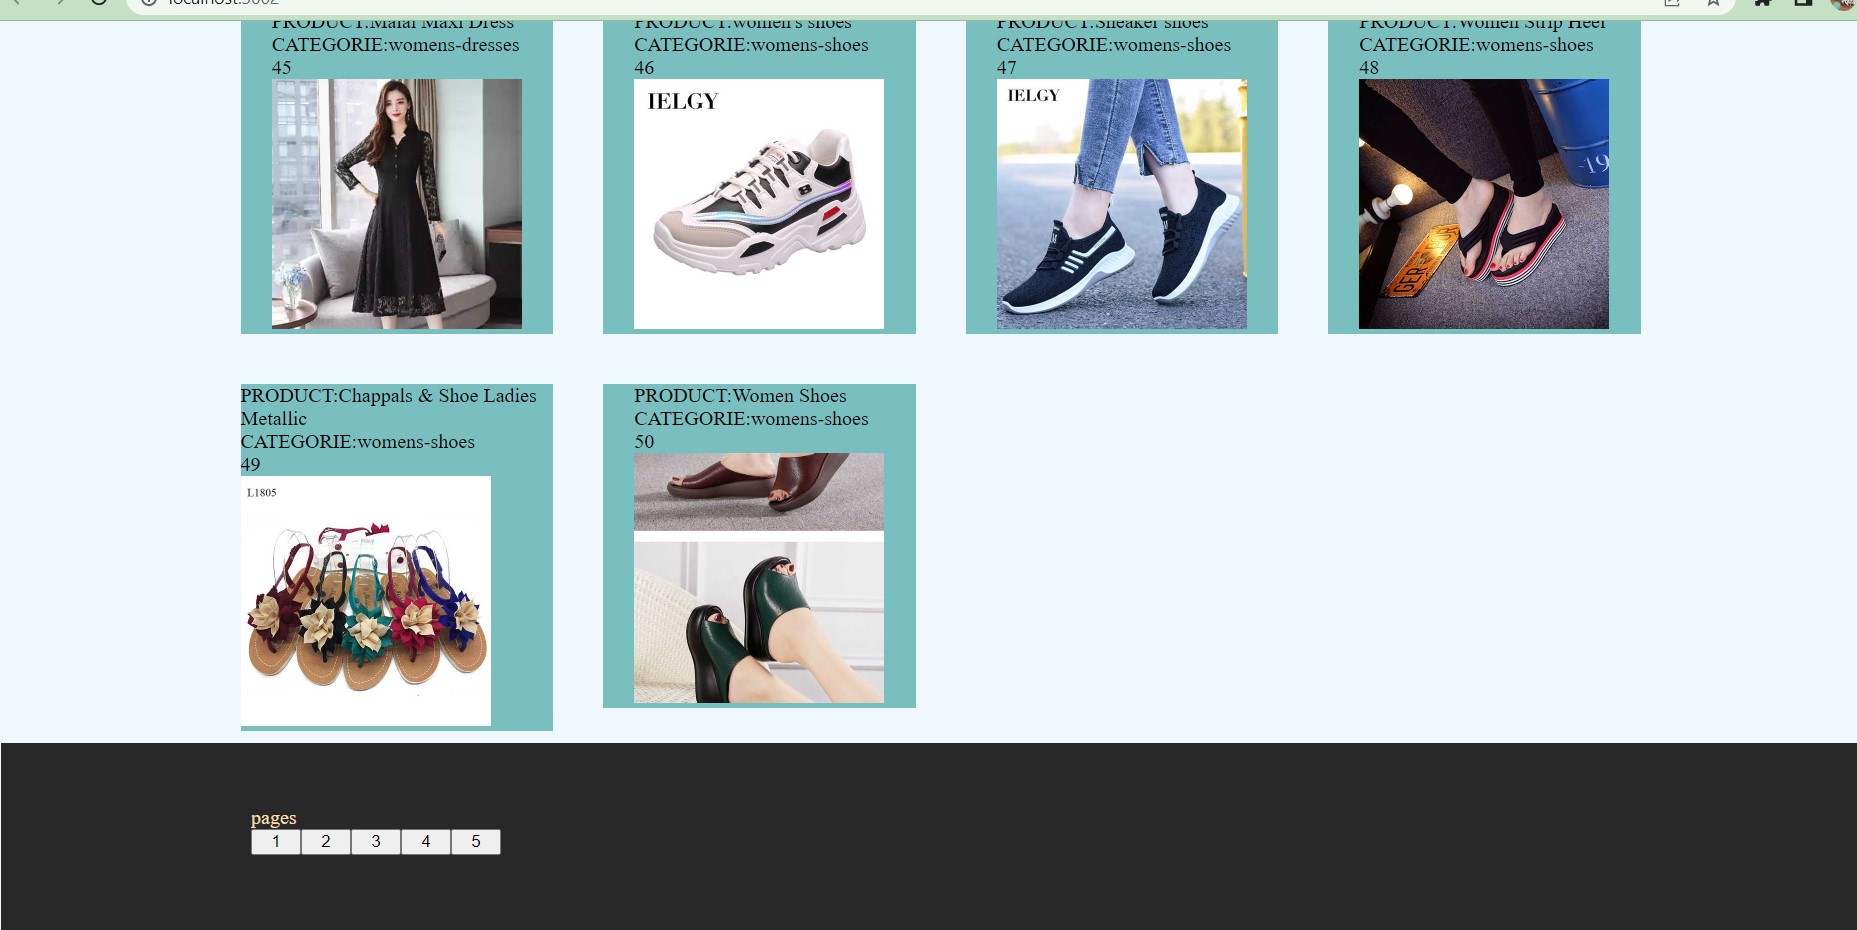 localhost:3002
PRODUCT:Malai Maxi Dress
CATEGORIE:womens-dresses
45
PRODUCT:women's shoes
CATEGORIE:womens-shoes
46
IELGY
PRODUCT:Sneaker shoes
CATEGORIE:womens-shoes
47
IELGY
PRODUCT:Women Strip Heel
CATEGORIE:womens-shoes
48
-19
GER
PRODUCT:Chappals & Shoe Ladies
Metallic
CATEGORIE:womens-shoes
49
L1805
PRODUCT:Women Shoes
CATEGORIE:womens-shoes
50
pages
1 2 3 4 5